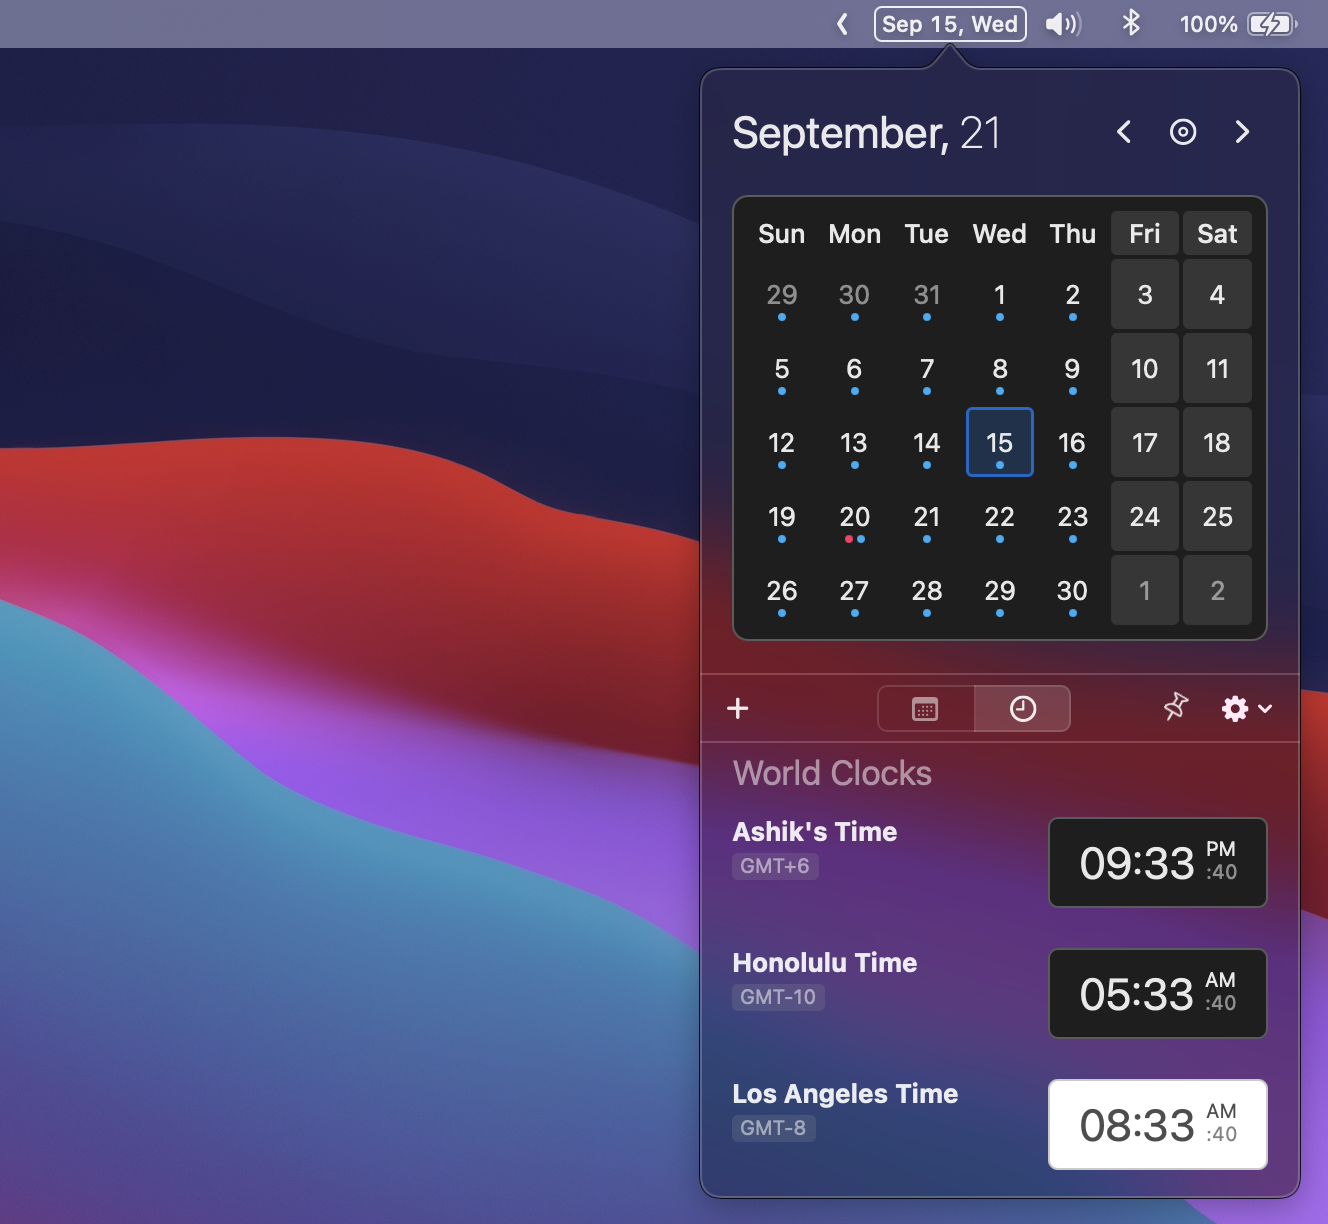 Sep 15, Wed 100%
September, 21
Sun Mon Tue Wed Thu Fri Sat
29 30 31 1 2 3 4
5 6 7 8 9 10 11
12 13 14 15 16 17 18
19 20 21 22 23 24 25
26 27 28 29 30 1 2
World Clocks
Ashik's Time
GMT+6
09:33 PM :40
Honolulu Time
GMT-10
05:33 AM :40
Los Angeles Time
GMT-8
08:33 AM :40